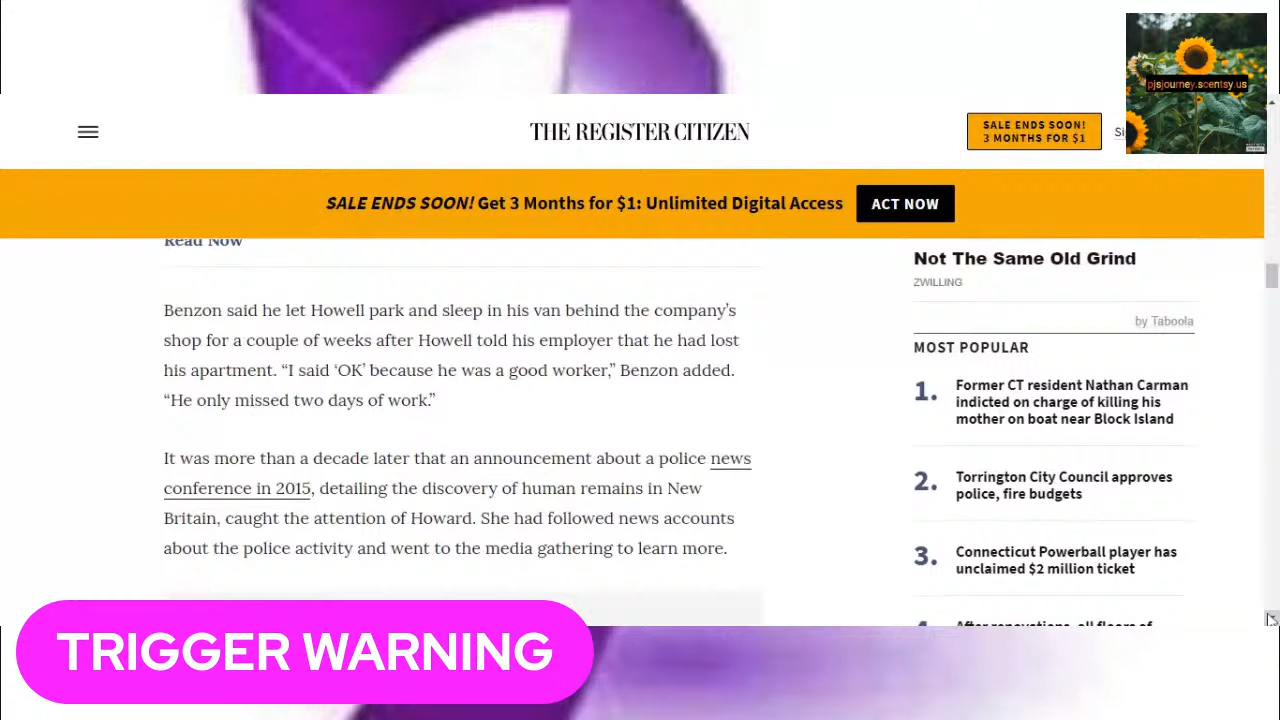 pjsjourney.scentsy.us
THE REGISTER CITIZEN
SALE ENDS SOON!
3 MONTHS FOR $1
SALE ENDS SOON! Get 3 Months for $1: Unlimited Digital Access
ACT NOW
Read Now
Benzon said he let Howell park and sleep in his van behind the company’s
shop for a couple of weeks after Howell told his employer that he had lost
his apartment. “I said ‘OK’ because he was a good worker,” Benzon added.
“He only missed two days of work.”
It was more than a decade later that an announcement about a police news
conference in 2015, detailing the discovery of human remains in New
Britain, caught the attention of Howard. She had followed news accounts
about the police activity and went to the media gathering to learn more.
Not The Same Old Grind
ZWILLING
by Taboola
MOST POPULAR
1. Former CT resident Nathan Carman
indicted on charge of killing his
mother on boat near Block Island
2. Torrington City Council approves
police, fire budgets
3. Connecticut Powerball player has
unclaimed $2 million ticket
After renovations, all floors of
TRIGGER WARNING